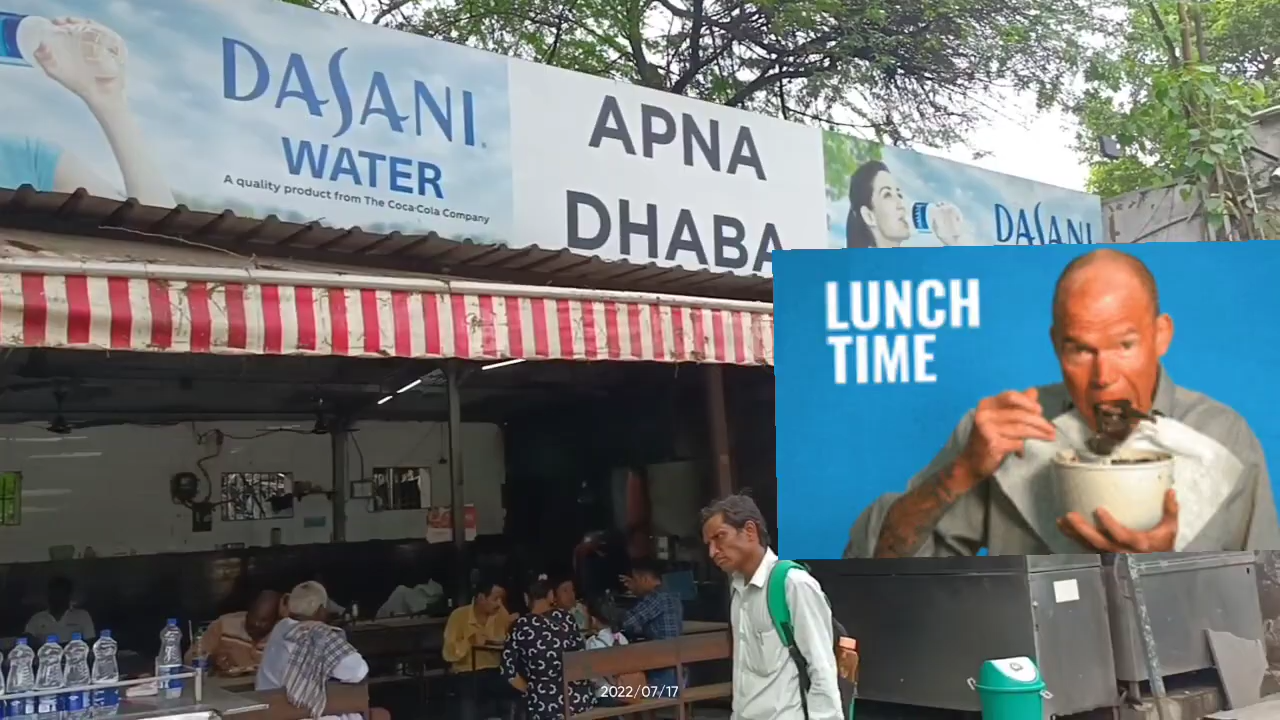 DASANI
WATER
A quality product from The Coca-Cola Company
APNA
DHABA
DASANI
LUNCH
TIME
2022/07/17